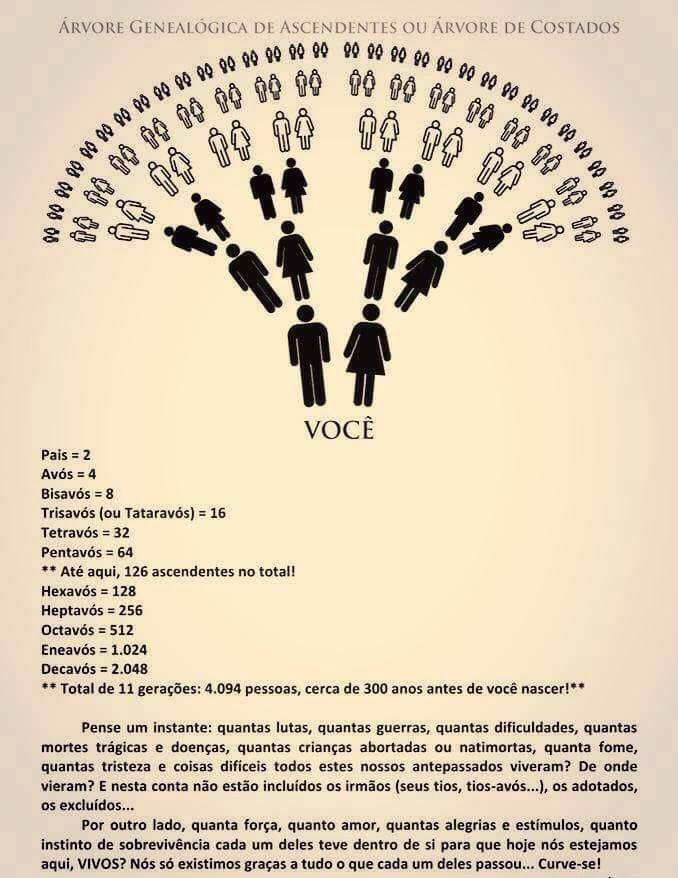 Árvore Genealógica de Ascendentes ou Árvore de Costados
VOCÊ
Pais = 2
Avós = 4
Bisavós = 8
Trisavós (ou Tataravós) = 16
Tetravós = 32
Pentavós = 64
** Até aqui, 126 ascendentes no total!
Hexavós = 128
Heptavós = 256
Octavós = 512
Eneavós = 1.024
Decavós = 2.048
** Total de 11 gerações: 4.094 pessoas, cerca de 300 anos antes de você nascer!**
Pense um instante: quantas lutas, quantas guerras, quantas dificuldades, quantas
mortes trágicas e doenças, quantas crianças abortadas ou natimortas, quanta fome,
quantas tristeza e coisas difíceis todos estes nossos antepassados viveram? De onde
vieram? E nesta conta não estão incluídos os irmãos (seus tios, tios-avós...), os adotados,
os excluídos...
Por outro lado, quanta força, quanto amor, quantas alegrias e estímulos, quanto
instinto de sobrevivência cada um deles teve dentro de si para que hoje nós estejamos
aqui, VIVOS? Nós só existimos graças a tudo o que cada um deles passou... Curve-se!